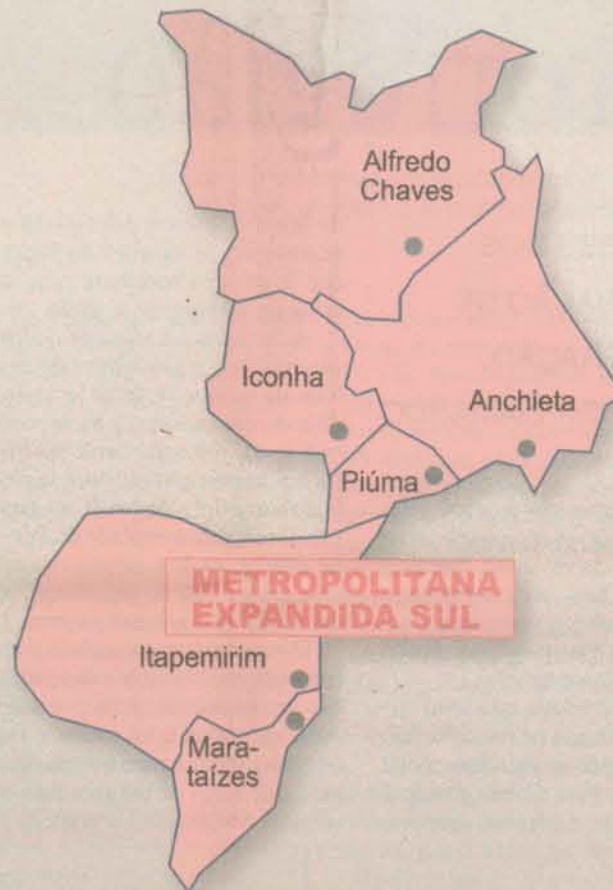 Alfredo
Chaves
Iconha
Anchieta
Piúma
METROPOLITANA
EXPANDIDA SUL
Itapemirim
Mara-
taízes